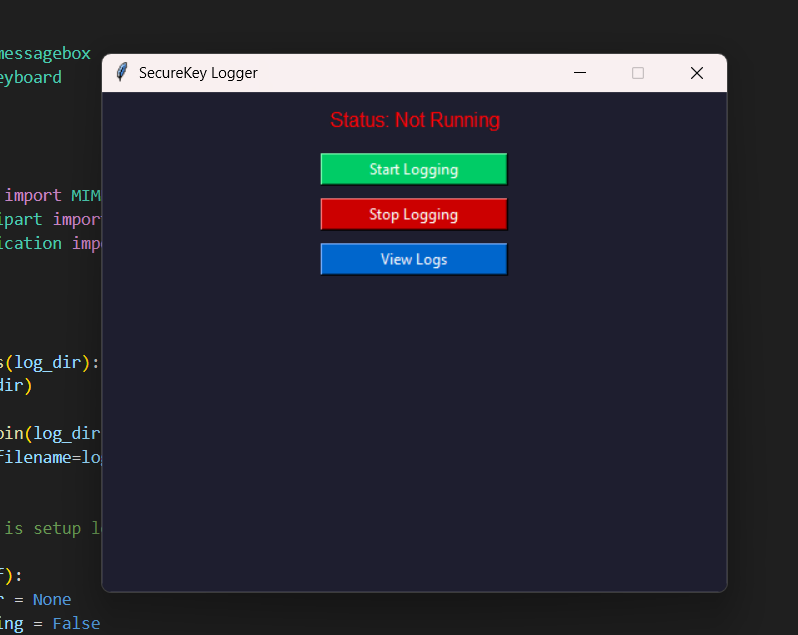 messagebox
eyboard
SecureKey Logger
Status: Not Running
Start Logging
import MIM
ipart impor
Stop Logging
ication imp
View Logs
s(log_dir):
dir)
oin(log_dir
filename=lo
is setup l
f):
r = None
ing = False